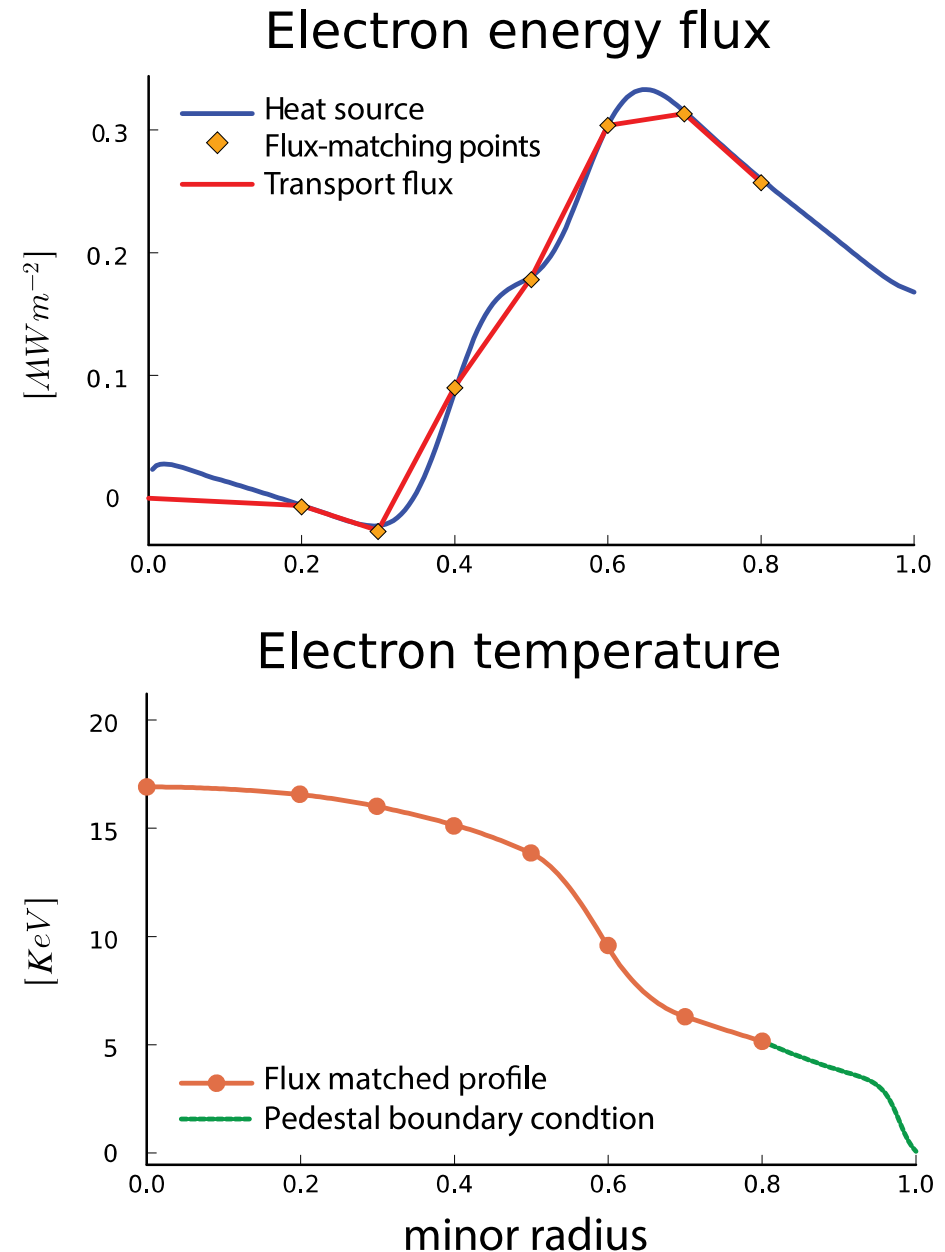 Electron energy flux
Heat source
Flux-matching points
Transport flux
[MWm⁻²]
0.3
0.2
0.1
0
0.0 0.2 0.4 0.6 0.8 1.0
Electron temperature
[KeV]
20
15
10
5
0
Flux matched profile
Pedestal boundary condtion
0.0 0.2 0.4 0.6 0.8 1.0
minor radius